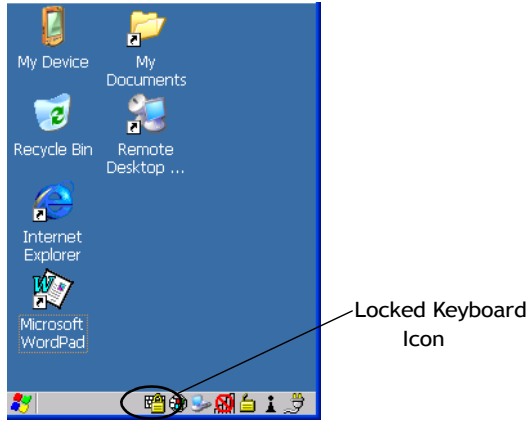 My Device
My
Documents
Recycle Bin
Remote
Desktop ...
Internet
Explorer
Microsoft
WordPad
Locked Keyboard
Icon